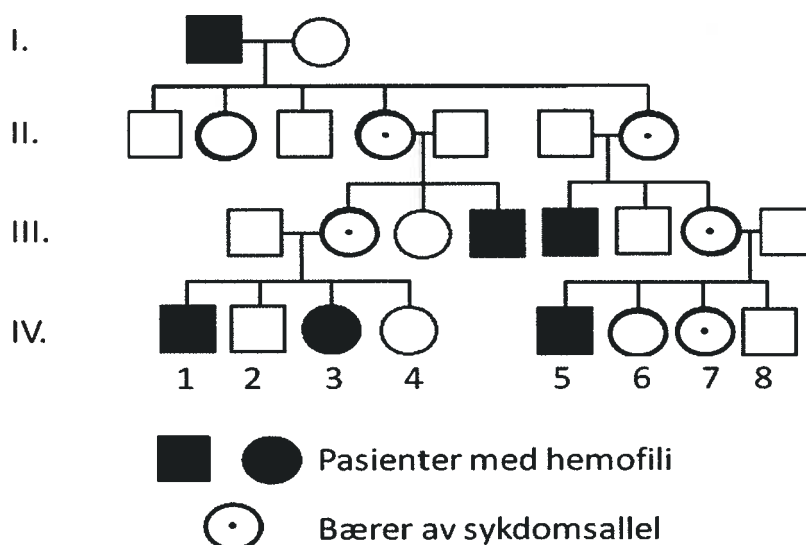 I.
II.
III.
IV.
1 2 3 4 5 6 7 8
Pasienter med hemofili
Bærer av sykdomsallel